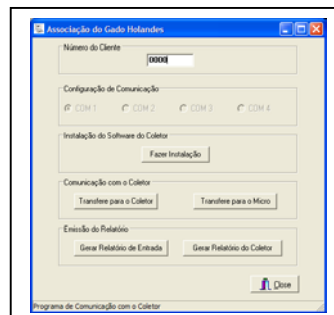 Associação do Gado Holandes
Número do Cliente
0000
Configuração de Comunicação
COM 1 COM 2 COM 3 COM 4
Instalação do Software do Coletor
Fazer Instalação
Comunicação com o Coletor
Transfere para o Coletor Transfere para o Micro
Emissão do Relatório
Gerar Relatório de Entrada Gerar Relatório do Coletor
Close
Programa de Comunicação com o Coletor